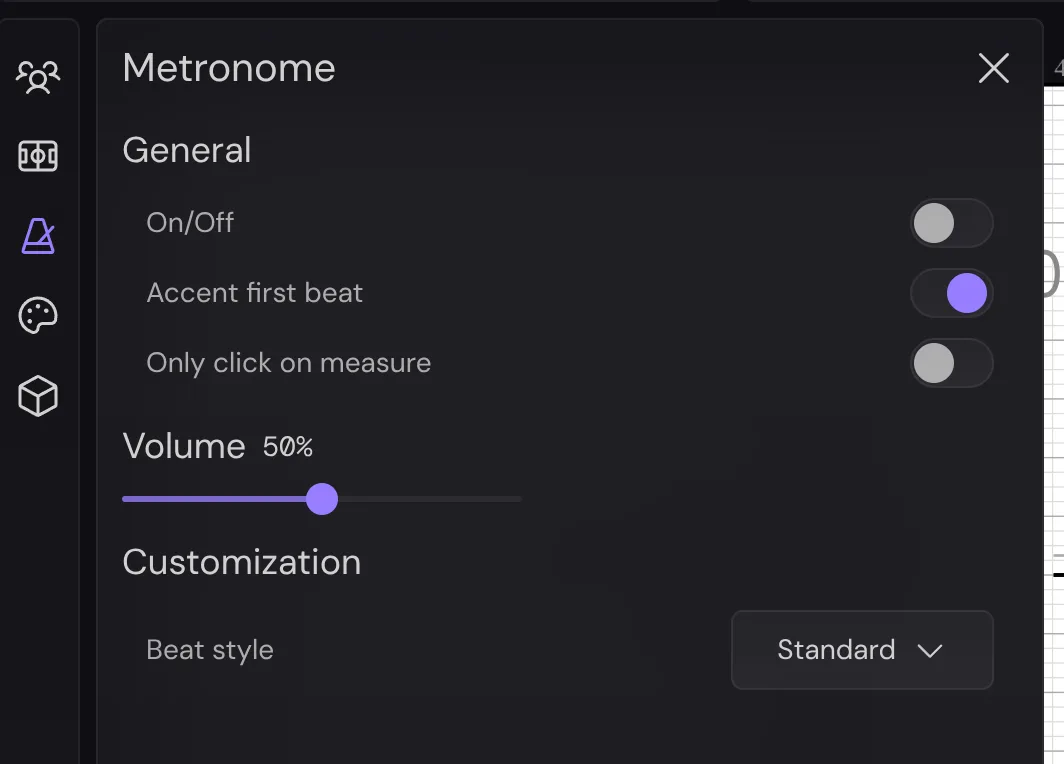 Metronome
General
On/Off
Accent first beat
Only click on measure
Volume 50%
Customization
Beat style
Standard